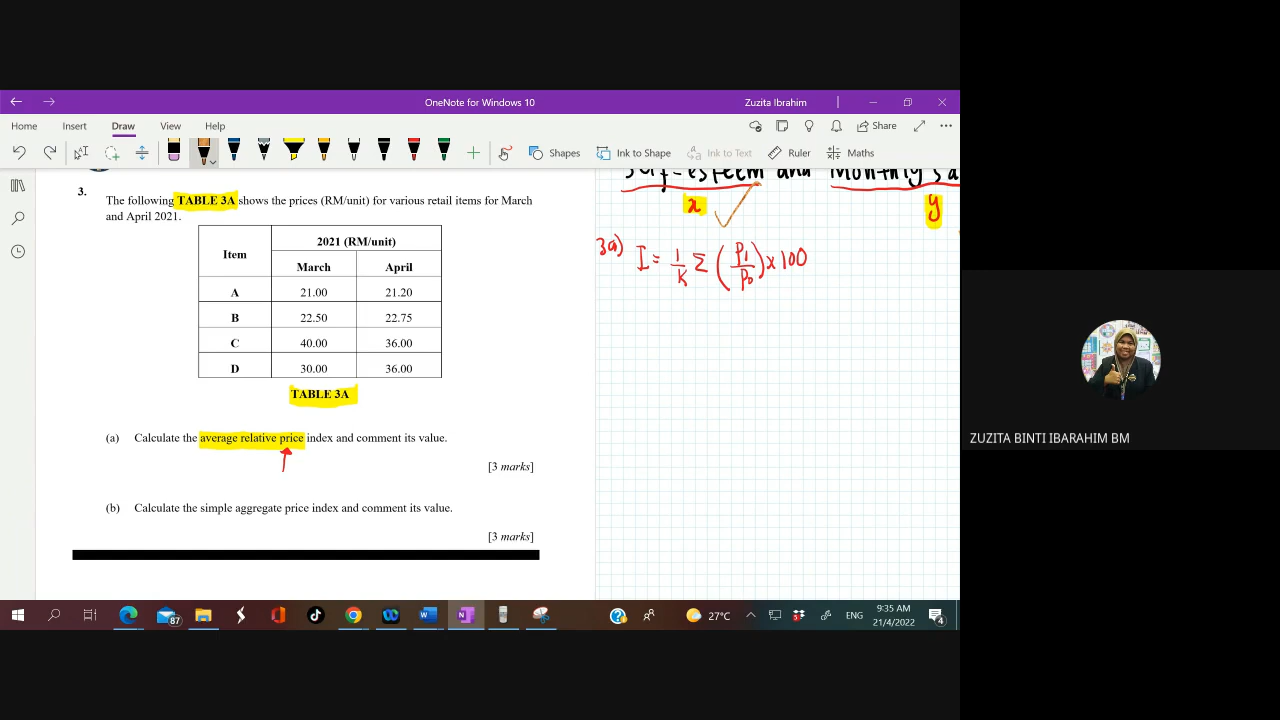 OneNote for Windows 10
Zuzita Ibrahim
Home Insert Draw View Help
Share
Shapes Ink to Shape Ink to Text Ruler Maths
3.
The following TABLE 3A shows the prices (RM/unit) for various retail items for March
and April 2021.
Item 2021 (RM/unit)
March April
A 21.00 21.20
B 22.50 22.75
C 40.00 36.00
D 30.00 36.00
TABLE 3A
(a) Calculate the average relative price index and comment its value.
[3 marks]
(b) Calculate the simple aggregate price index and comment its value.
[3 marks]
self-esteem and
x
y
3a) I = 1/K Σ (P1/P0) x 100
ZUZITA BINTI IBARAHIM BM
87
27°C
5
ENG
9:35 AM
21/4/2022
4